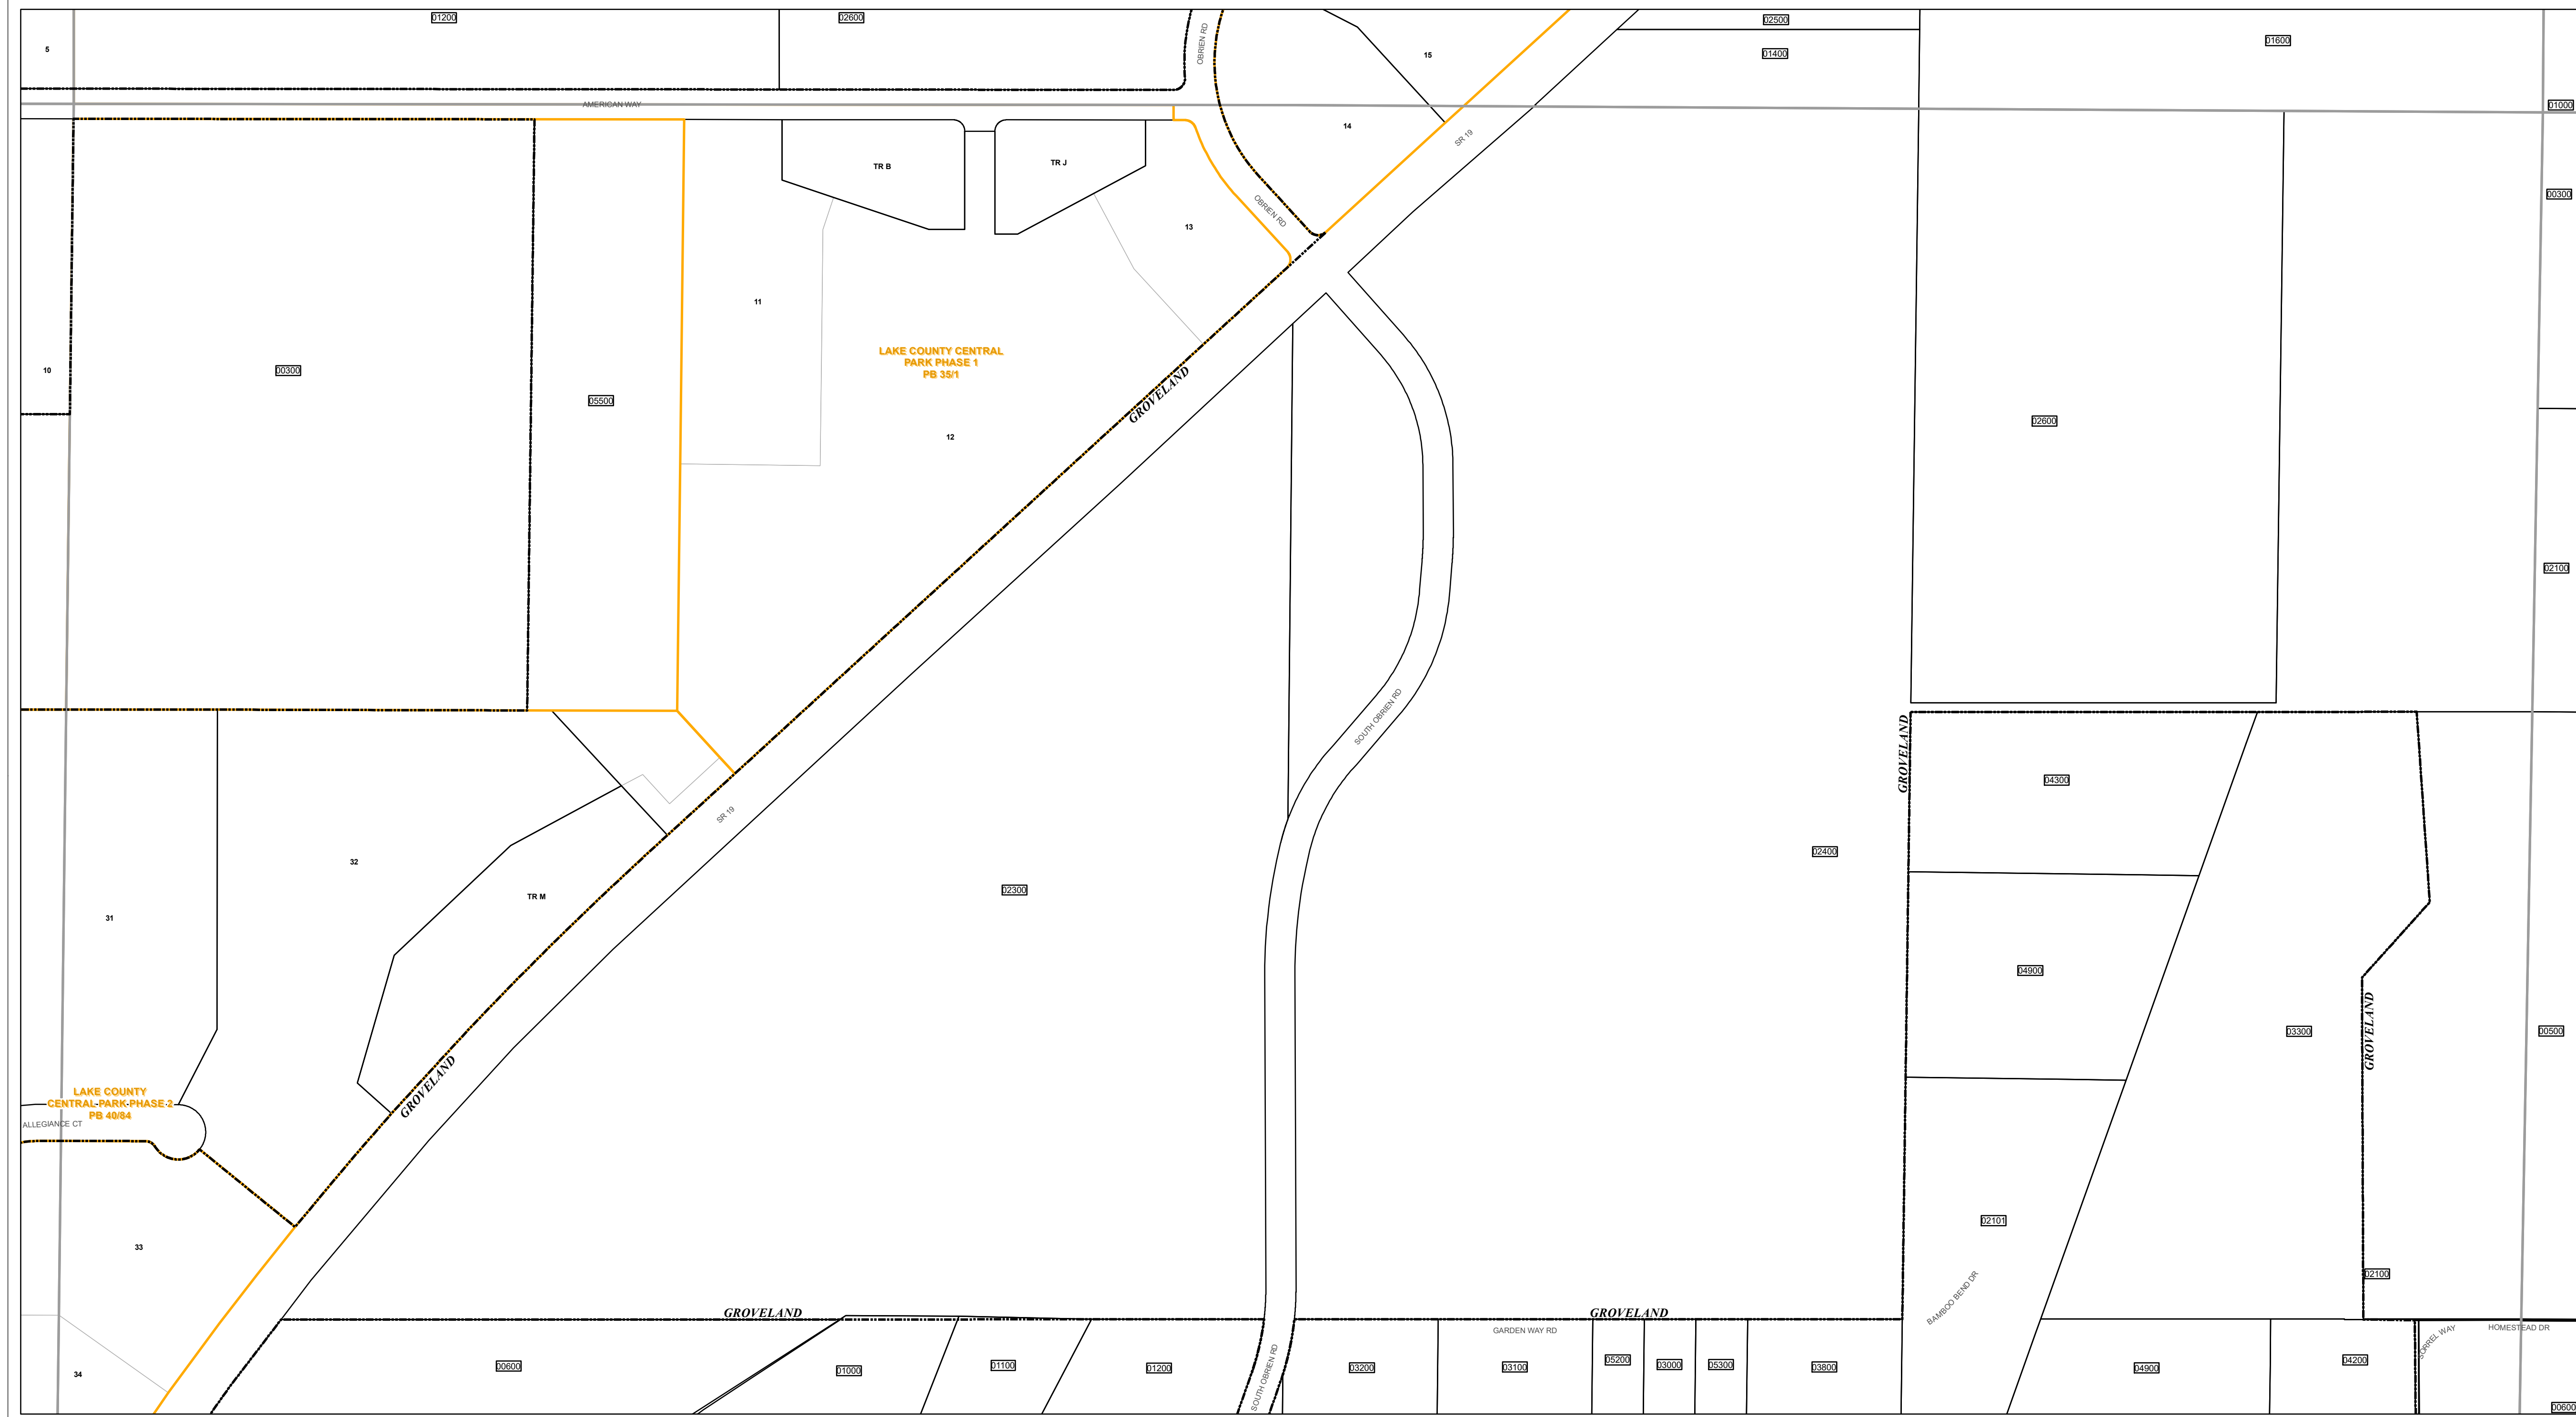 01200
02600
02500
01600
OBRIEN RD
5
15
01400
AMERICAN WAY
01000
14
SR 19
TR B
TR J
00300
OBRIEN RD
13
11
LAKE COUNTY CENTRAL
PARK PHASE 1
PB 35/1
10
00300
GROVELAND
05500
02600
12
02100
SOUTH OBRIEN RD
GROVELAND
04300
SR 19
02400
32
02300
TR M
31
04900
GROVELAND
03300
00500
GROVELAND
LAKE COUNTY
CENTRAL PARK PHASE 2
PB 40/84
ALLEGIANCE CT
02101
33
02100
BAMBOO BEND DR
GROVELAND
GROVELAND
GARDEN WAY RD
SORREL WAY
HOMESTEAD DR
00600
01000
01100
01200
SOUTH OBRIEN RD
03200
03100
05200
03000
05300
03800
04900
04200
34
00600